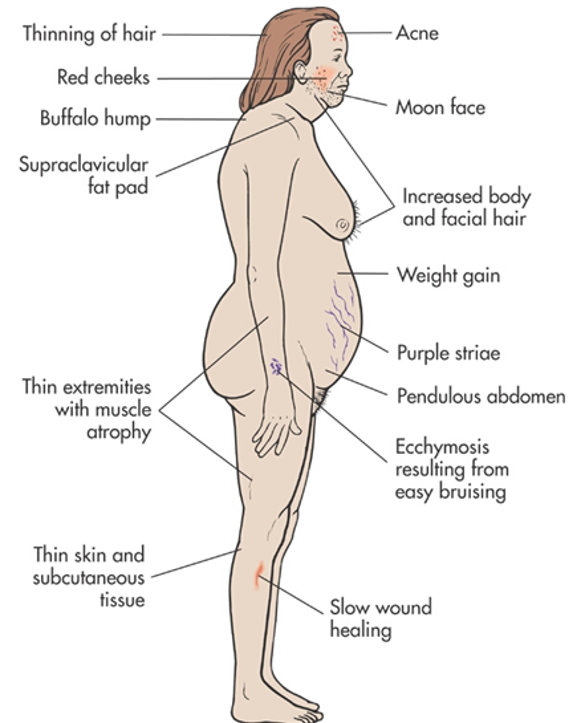 Thinning of hair
Red cheeks
Buffalo hump
Supraclavicular
fat pad
Thin extremities
with muscle
atrophy
Thin skin and
subcutaneous
tissue
Acne
Moon face
Increased body
and facial hair
Weight gain
Purple striae
Pendulous abdomen
Ecchymosis
resulting from
easy bruising
Slow wound
healing